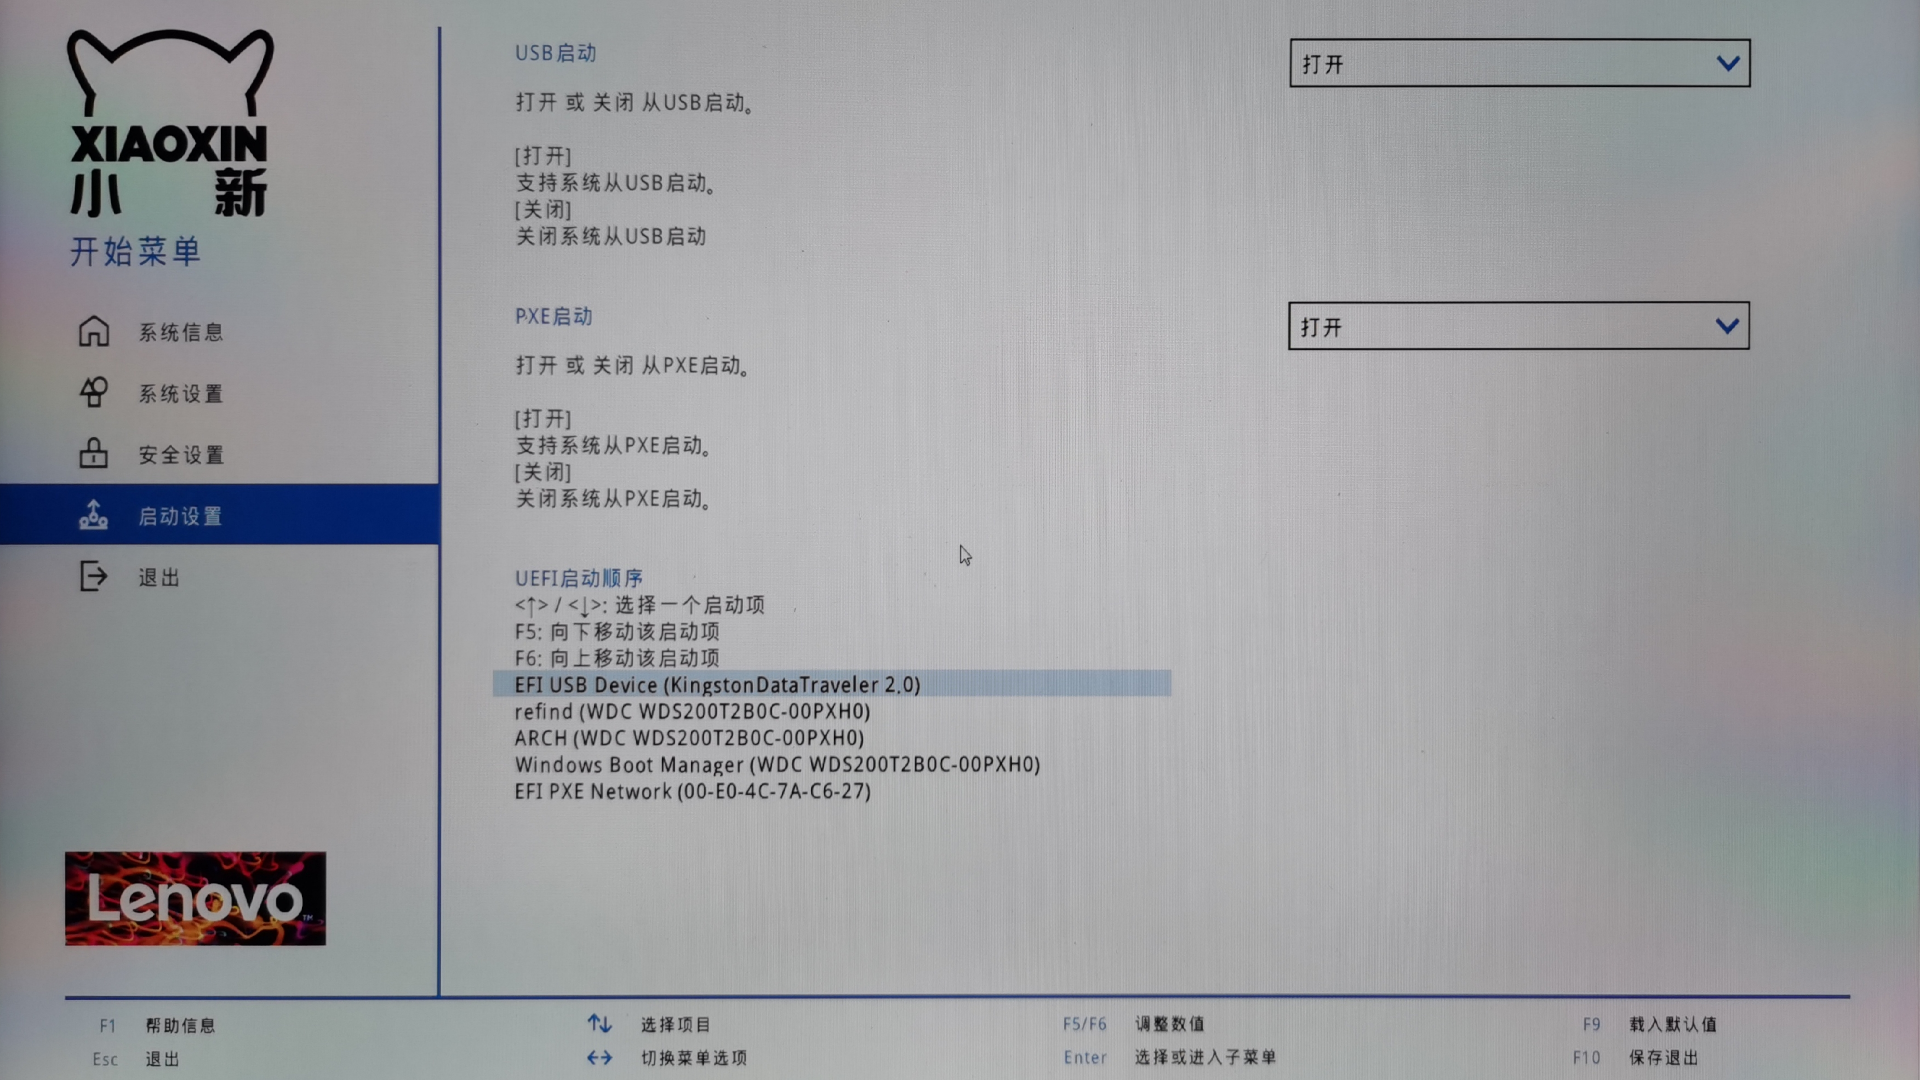 XIAOXIN
小新
开始菜单
系统信息
系统设置
安全设置
启动设置
退出
Lenovo™
USB启动
打开
打开 或 关闭 从USB启动。
[打开]
支持系统从USB启动。
[关闭]
关闭系统从USB启动
PXE启动
打开
打开 或 关闭 从PXE启动。
[打开]
支持系统从PXE启动。
[关闭]
关闭系统从PXE启动。
UEFI启动顺序
<↑> / <↓>: 选择一个启动项
F5: 向下移动该启动项
F6: 向上移动该启动项
EFI USB Device (KingstonDataTraveler 2.0)
refind (WDC WDS200T2B0C-00PXH0)
ARCH (WDC WDS200T2B0C-00PXH0)
Windows Boot Manager (WDC WDS200T2B0C-00PXH0)
EFI PXE Network (00-E0-4C-7A-C6-27)
F1 帮助信息 ↑↓ 选择项目 F5/F6 调整数值 F9 载入默认值
Esc 退出 ↔ 切换菜单选项 Enter 选择或进入子菜单 F10 保存退出